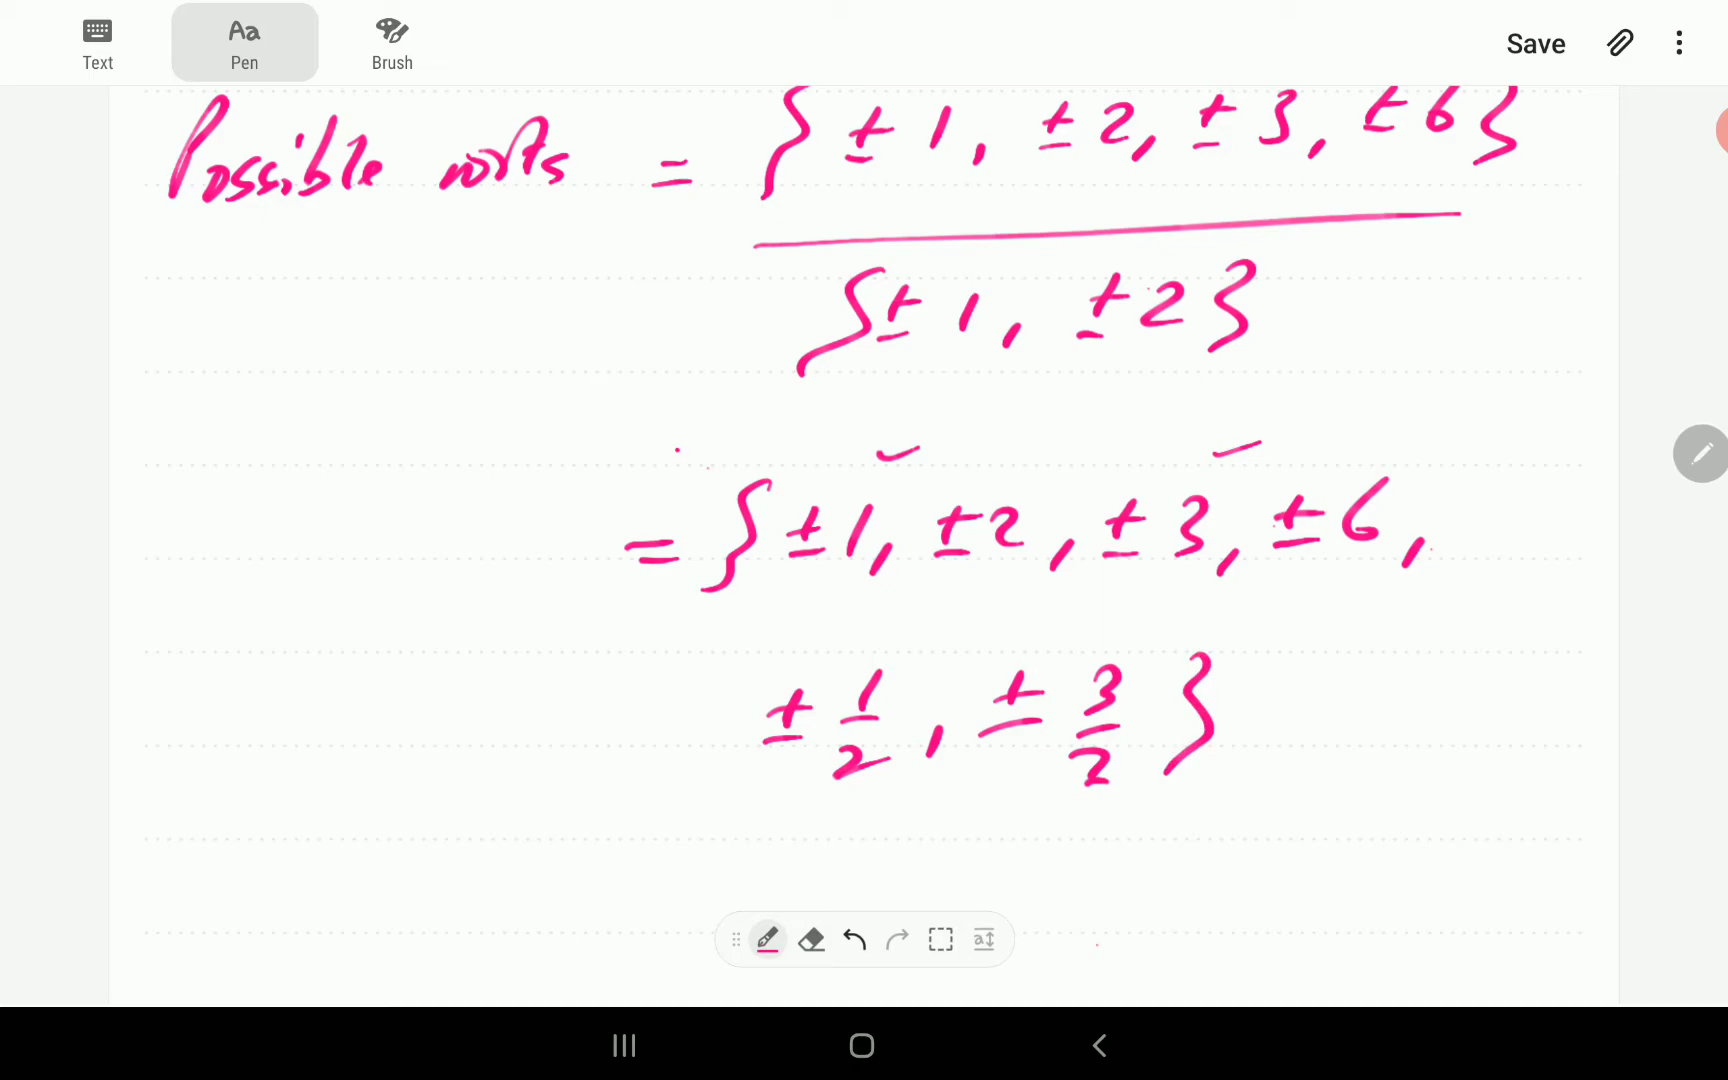 Text
Aa
Pen
Brush
Save
Possible roots = {±1, ±2, ±3, ±6}
{±1, ±2}
= {±1, ±2, ±3, ±6,
± 1/2, ± 3/2}